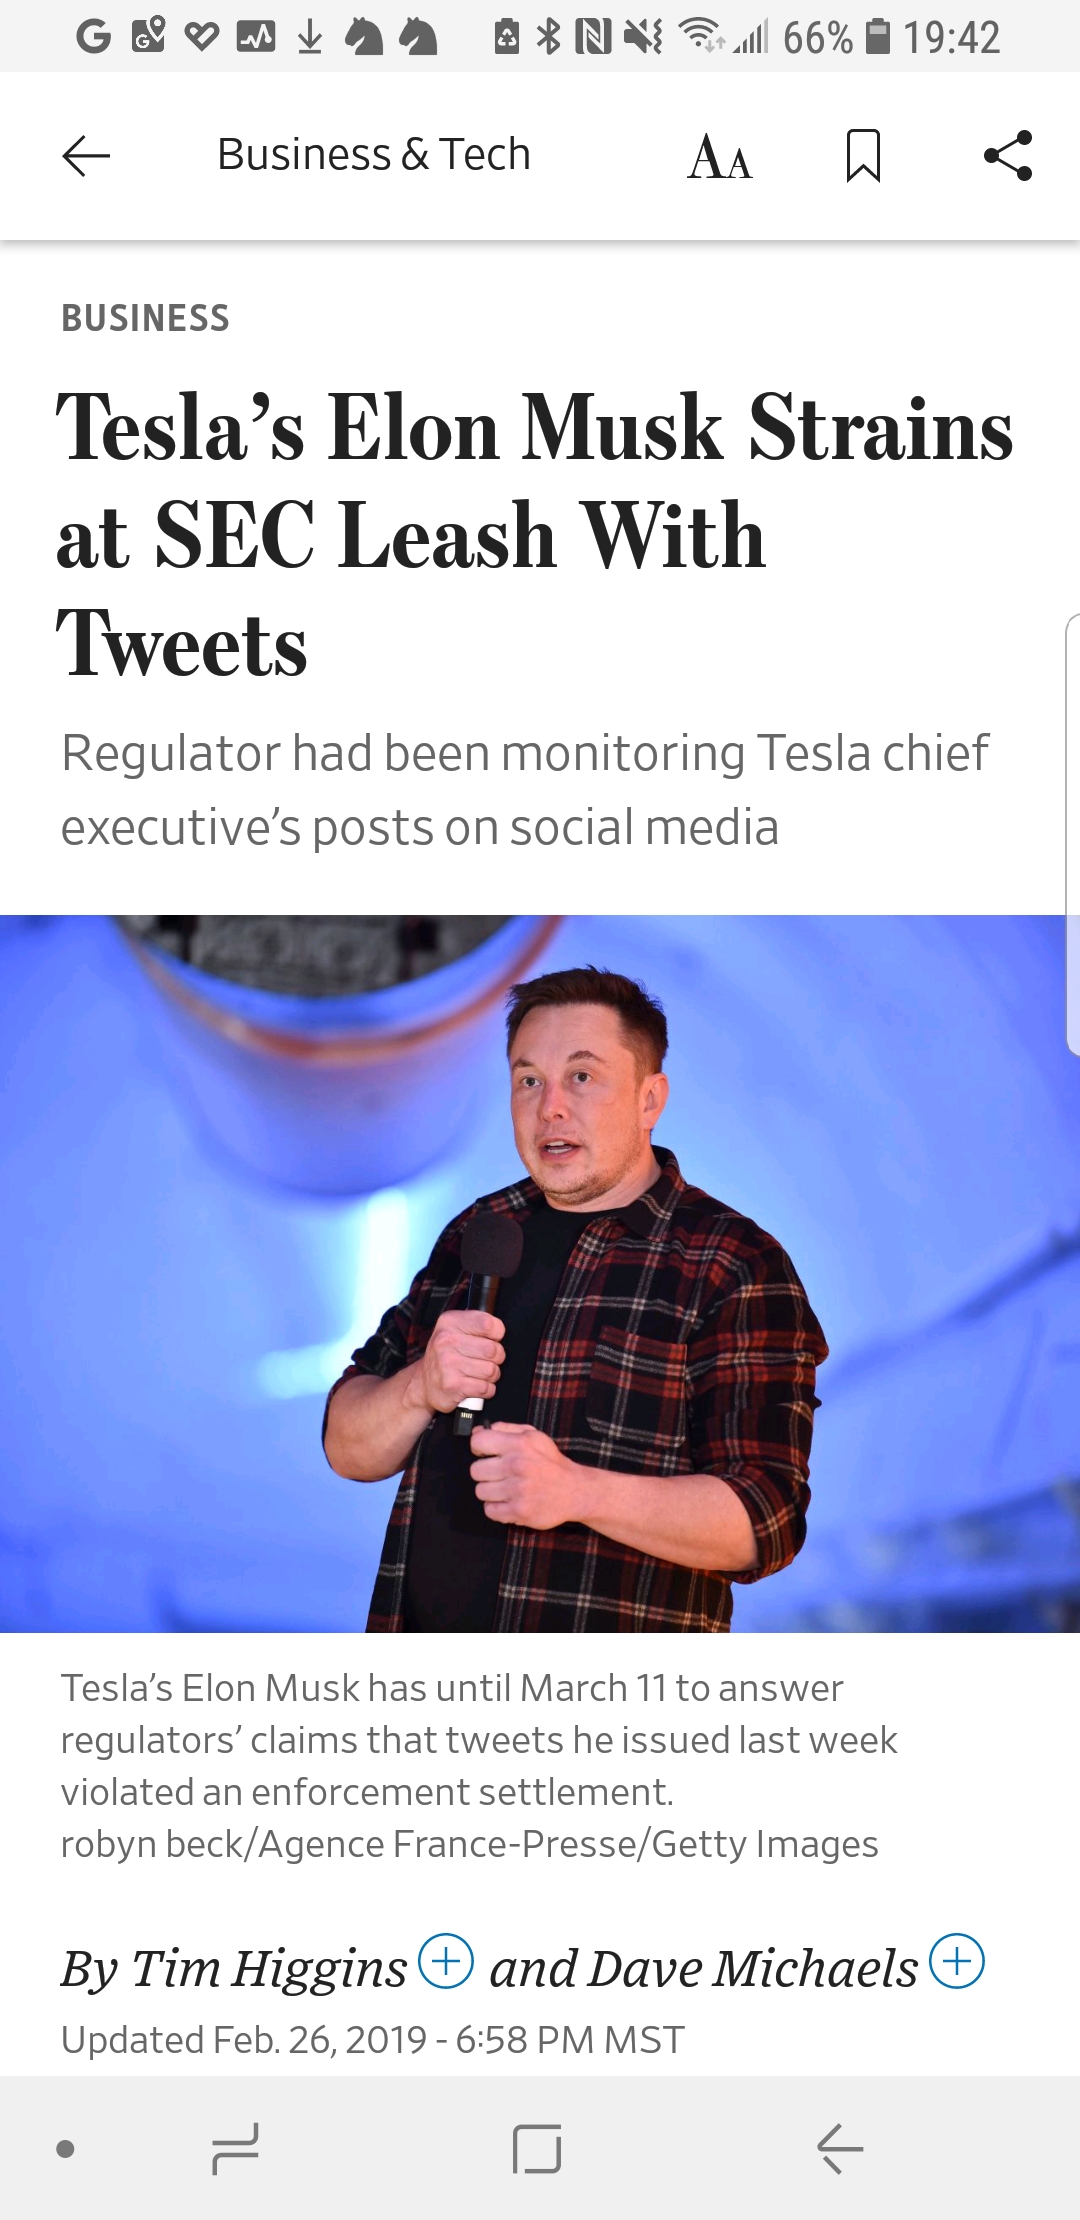 66% 19:42
Business & Tech AA
BUSINESS
Tesla’s Elon Musk Strains
at SEC Leash With
Tweets
Regulator had been monitoring Tesla chief
executive’s posts on social media
Tesla’s Elon Musk has until March 11 to answer
regulators’ claims that tweets he issued last week
violated an enforcement settlement.
robyn beck/Agence France-Presse/Getty Images
By Tim Higgins and Dave Michaels
Updated Feb. 26, 2019 - 6:58 PM MST